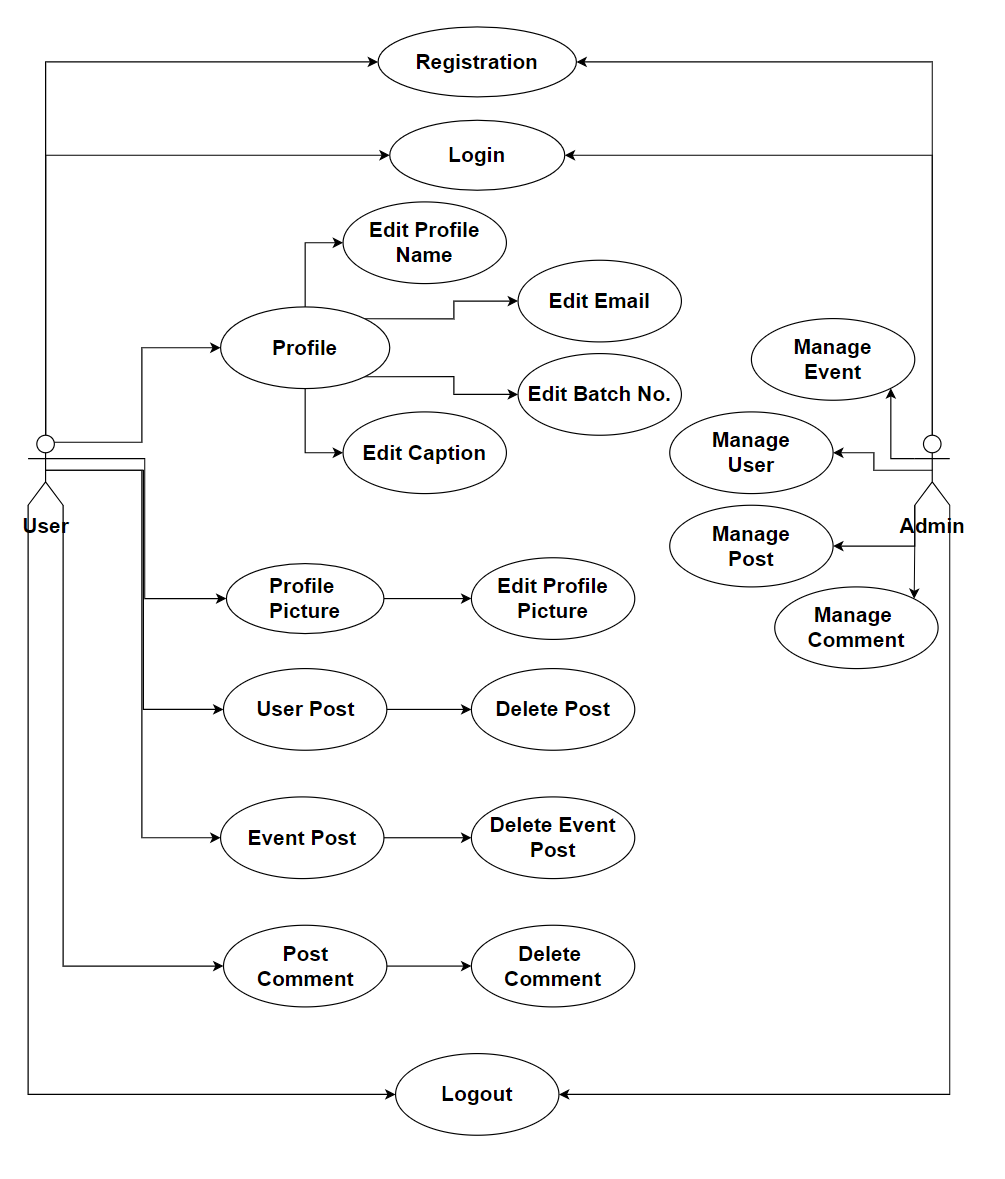 Registration
Login
Edit Profile
Name
Edit Email
Profile
Manage
Event
Edit Batch No.
Edit Caption
Manage
User
User
Admin
Manage
Post
Profile
Picture
Edit Profile
Picture
Manage
Comment
User Post
Delete Post
Event Post
Delete Event
Post
Post
Comment
Delete
Comment
Logout